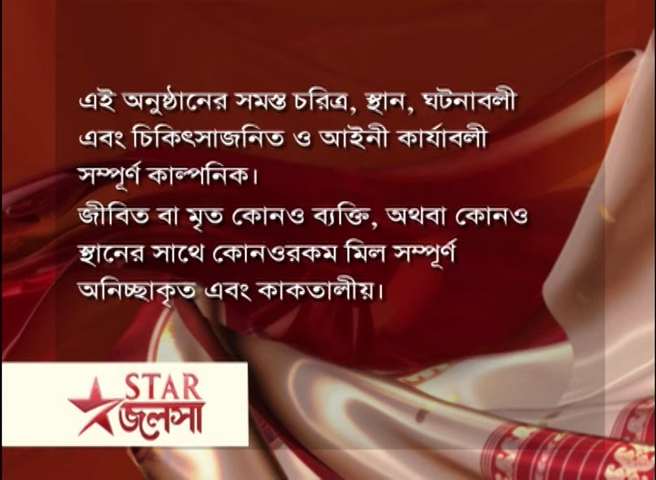 এই অনুষ্ঠানের সমস্ত চরিত্র, স্থান, ঘটনাবলী
এবং চিকিৎসাজনিত ও আইনী কার্যাবলী
সম্পূর্ণ কাল্পনিক।
জীবিত বা মৃত কোনও ব্যক্তি, অথবা কোনও
স্থানের সাথে কোনওরকম মিল সম্পূর্ণ
অনিচ্ছাকৃত এবং কাকতালীয়।
STAR
জলসা